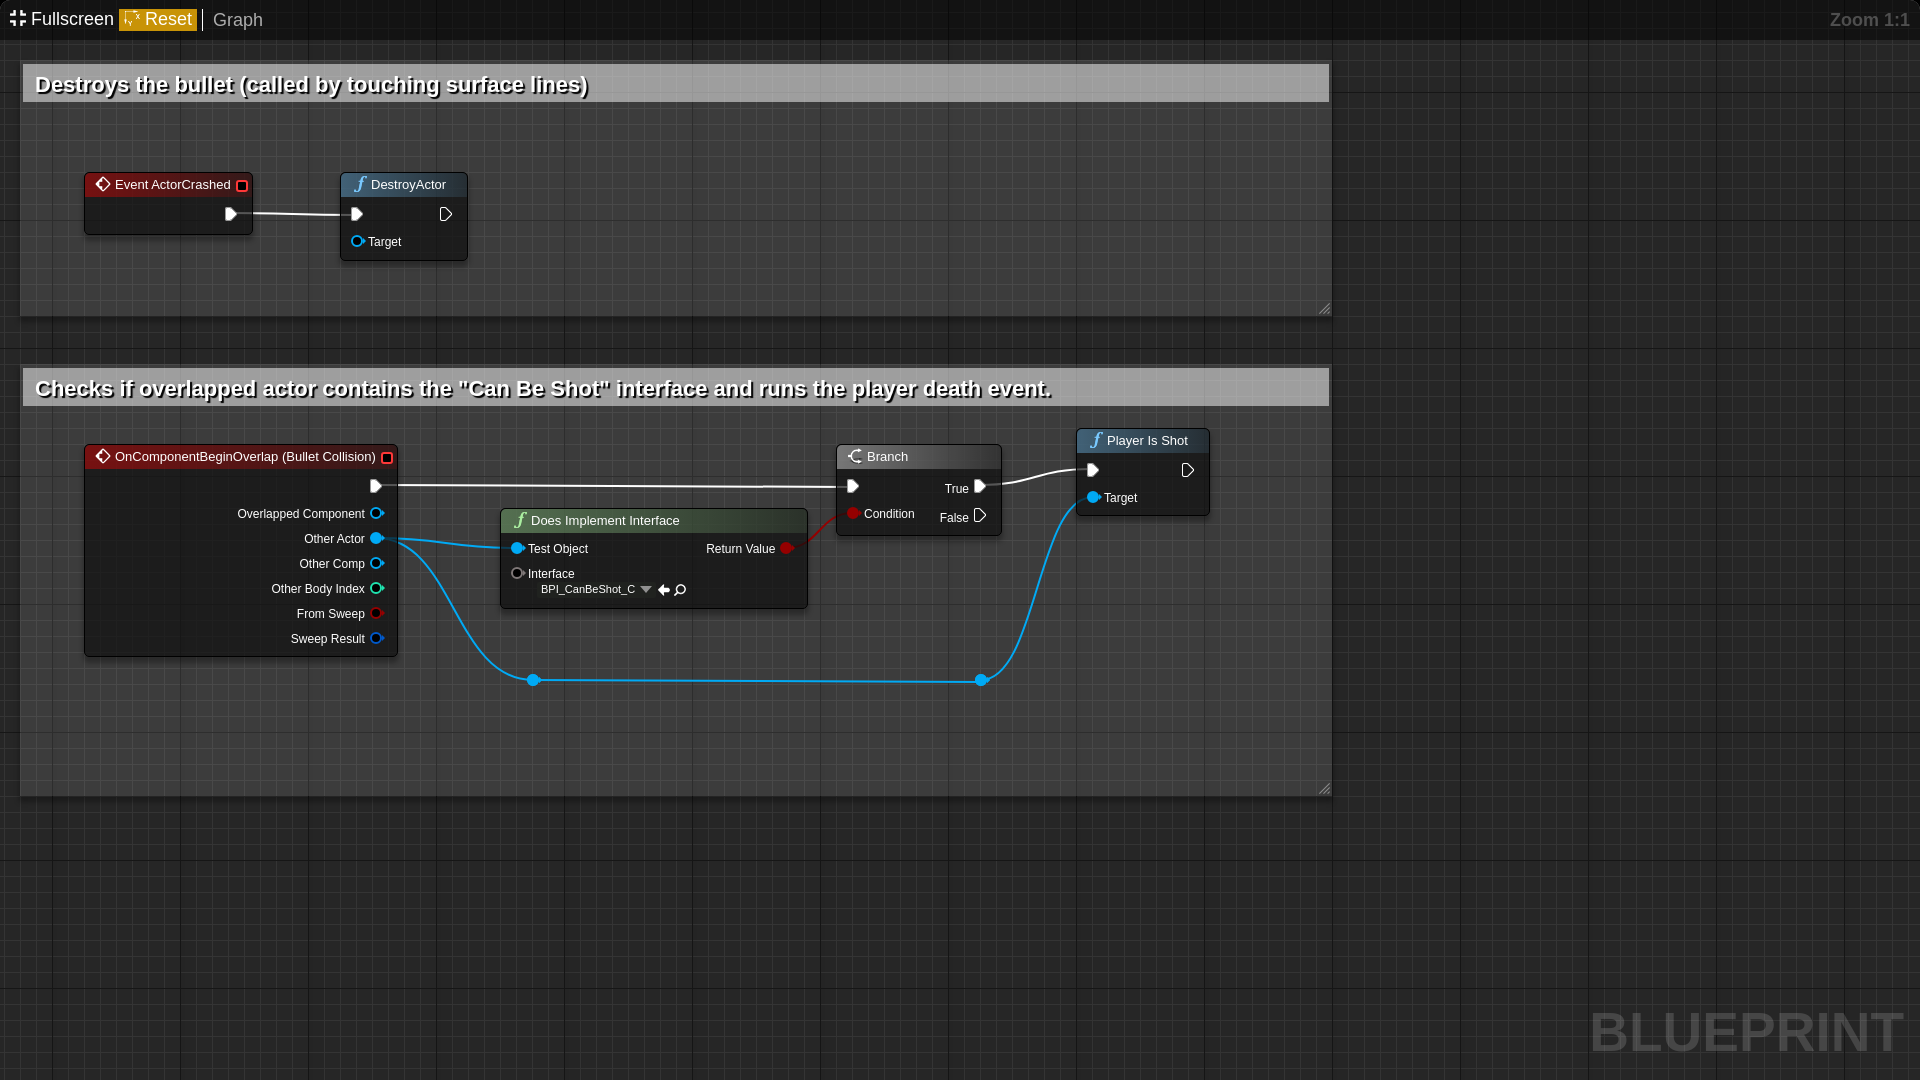 Fullscreen Reset Graph Zoom 1:1
Destroys the bullet (called by touching surface lines)
Event ActorCrashed
DestroyActor
Target
Checks if overlapped actor contains the "Can Be Shot" interface and runs the player death event.
OnComponentBeginOverlap (Bullet Collision)
Overlapped Component
Other Actor
Other Comp
Other Body Index
From Sweep
Sweep Result
Does Implement Interface
Test Object Return Value
Interface
BPI_CanBeShot_C
Branch
True
Condition False
Player Is Shot
Target
BLUEPRINT